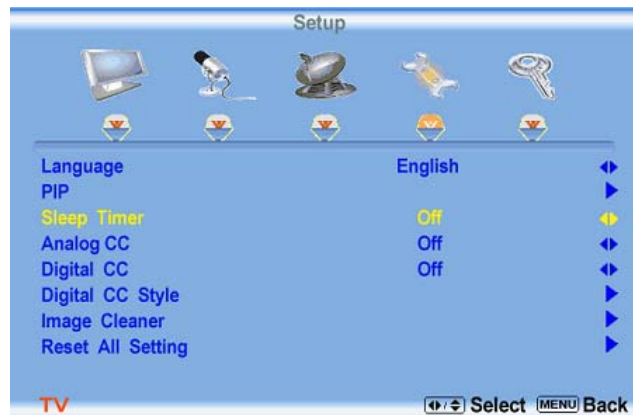 Setup
Language English
PIP
Sleep Timer Off
Analog CC Off
Digital CC Off
Digital CC Style
Image Cleaner
Reset All Setting
TV Select MENU Back